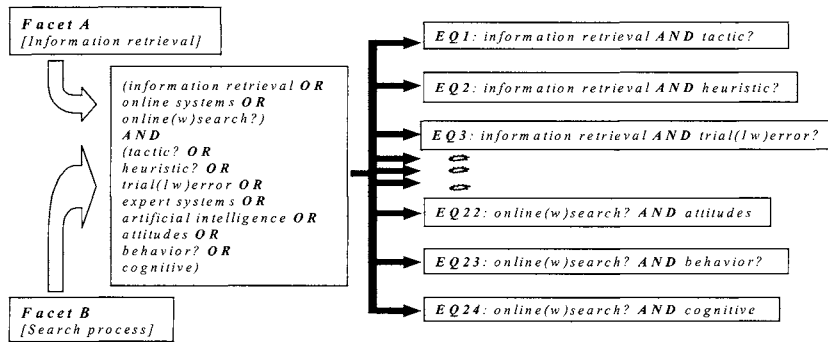 Facet A
[Information retrieval]
(information retrieval OR
online systems OR
online(w)search?)
AND
(tactic? OR
heuristic? OR
trial(1w)error OR
expert systems OR
artificial intelligence OR
attitudes OR
behavior? OR
cognitive)
Facet B
[Search process]
EQ1: information retrieval AND tactic?
EQ2: information retrieval AND heuristic?
EQ3: information retrieval AND trial(1w)error?
EQ22: online(w)search? AND attitudes
EQ23: online(w)search? AND behavior?
EQ24: online(w)search? AND cognitive